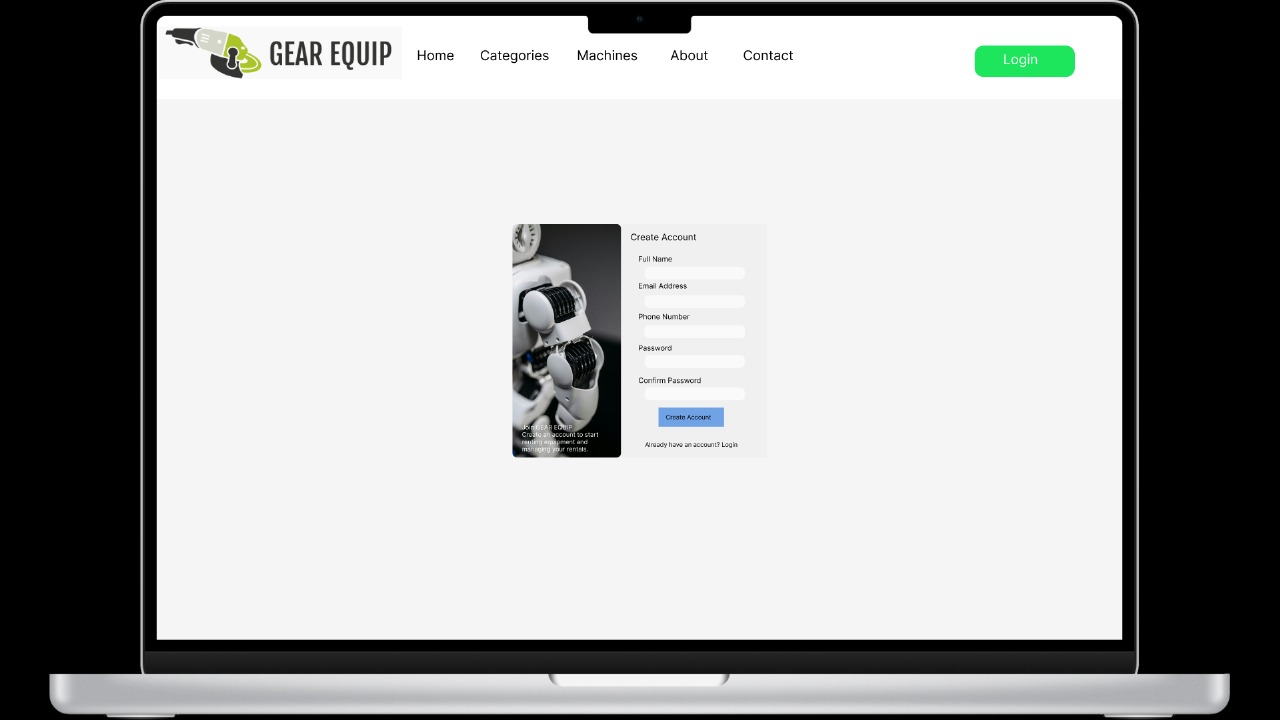 GEAR EQUIP
Home
Categories
Machines
About
Contact
Login
Create Account
Full Name
Email Address
Phone Number
Password
Confirm Password
Create Account
Already have an account? Login
Join GEAR EQUIP
Create an account to start
renting equipment and
managing your rentals.